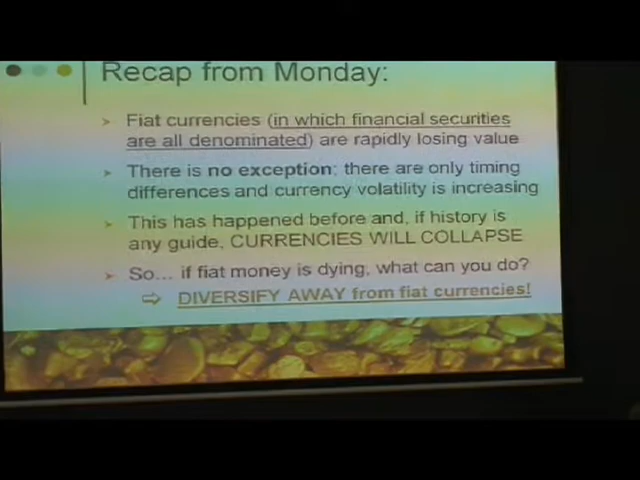 Recap from Monday:
➢ Fiat currencies (in which financial securities
are all denominated) are rapidly losing value
➢ There is no exception: there are only timing
differences and currency volatility is increasing
➢ This has happened before and, if history is
any guide, CURRENCIES WILL COLLAPSE
➢ So... if fiat money is dying, what can you do?
⇨ DIVERSIFY AWAY from fiat currencies!